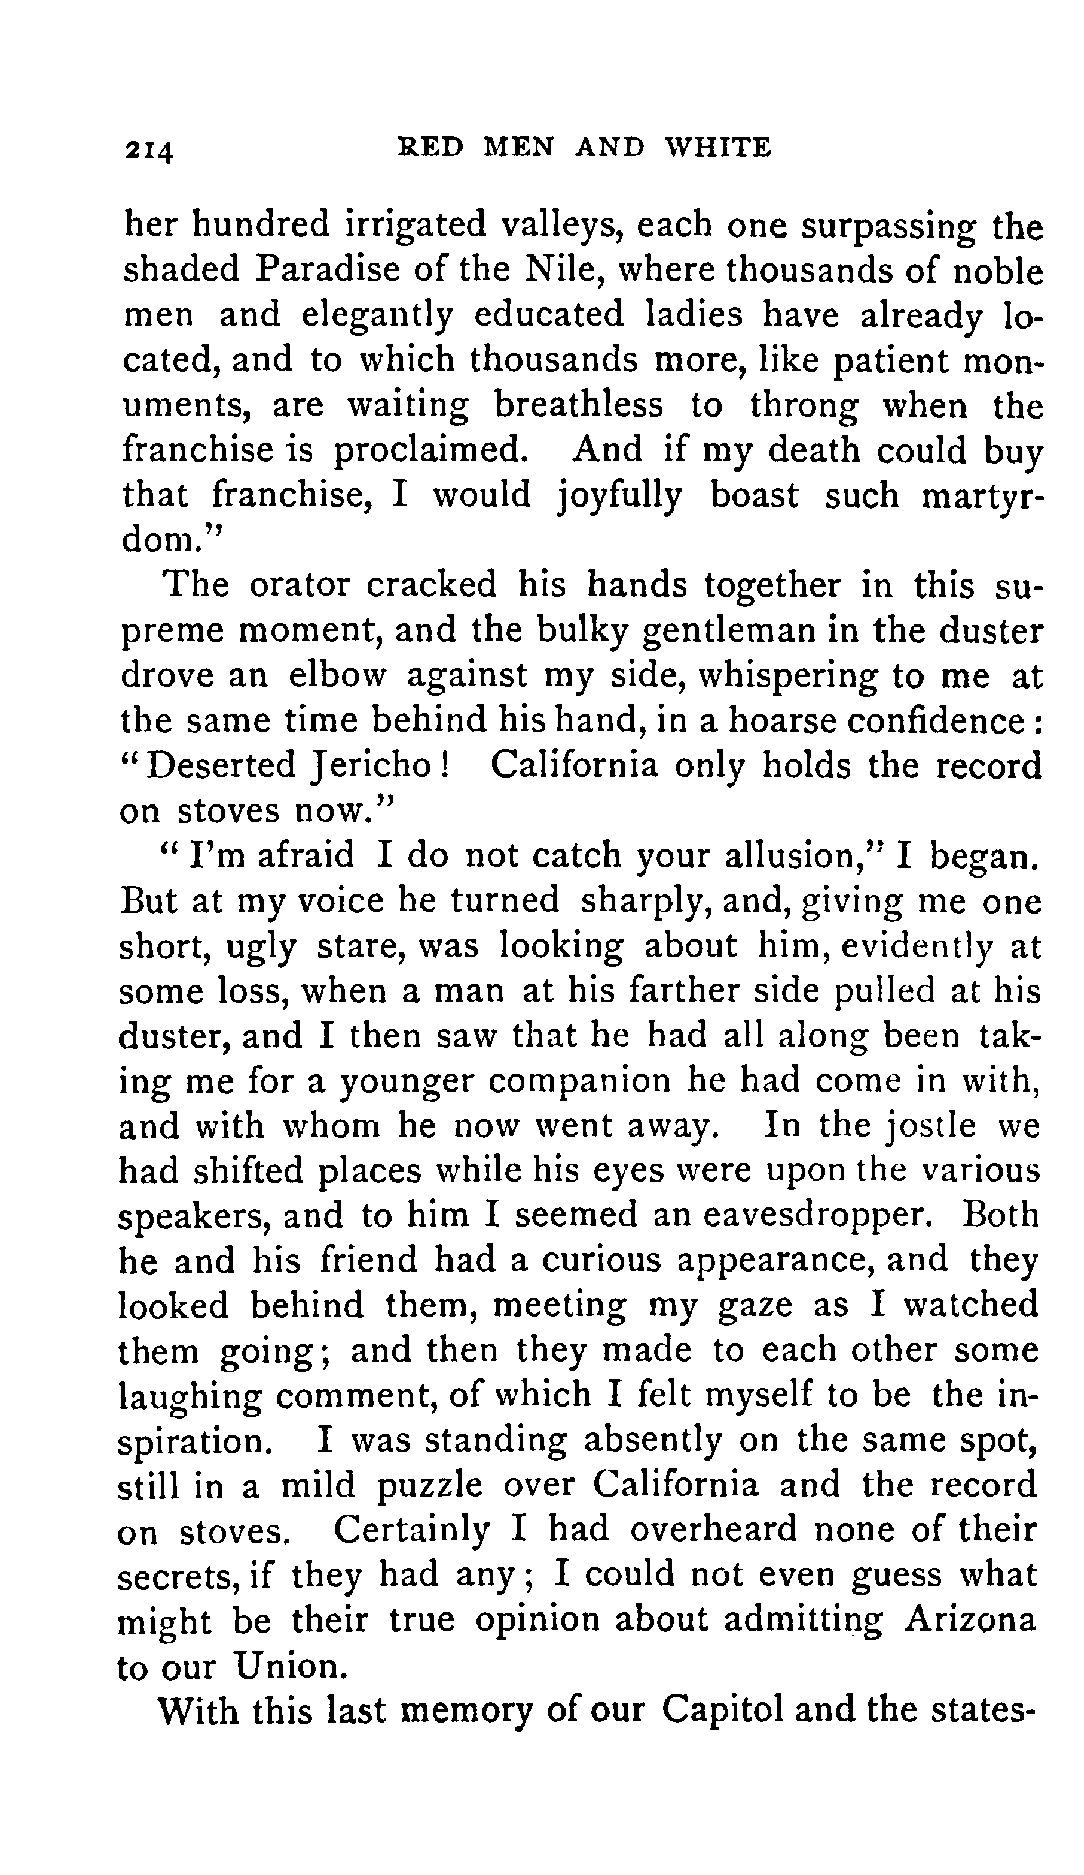 214 RED MEN AND WHITE
her hundred irrigated valleys, each one surpassing the
shaded Paradise of the Nile, where thousands of noble
men and elegantly educated ladies have already lo-
cated, and to which thousands more, like patient mon-
uments, are waiting breathless to throng when the
franchise is proclaimed. And if my death could buy
that franchise, I would joyfully boast such martyr-
dom."
The orator cracked his hands together in this su-
preme moment, and the bulky gentleman in the duster
drove an elbow against my side, whispering to me at
the same time behind his hand, in a hoarse confidence:
"Deserted Jericho! California only holds the record
on stoves now."
"I'm afraid I do not catch your allusion," I began.
But at my voice he turned sharply, and, giving me one
short, ugly stare, was looking about him, evidently at
some loss, when a man at his farther side pulled at his
duster, and I then saw that he had all along been tak-
ing me for a younger companion he had come in with,
and with whom he now went away. In the jostle we
had shifted places while his eyes were upon the various
speakers, and to him I seemed an eavesdropper. Both
he and his friend had a curious appearance, and they
looked behind them, meeting my gaze as I watched
them going; and then they made to each other some
laughing comment, of which I felt myself to be the in-
spiration. I was standing absently on the same spot,
still in a mild puzzle over California and the record
on stoves. Certainly I had overheard none of their
secrets, if they had any; I could not even guess what
might be their true opinion about admitting Arizona
to our Union.
With this last memory of our Capitol and the states-